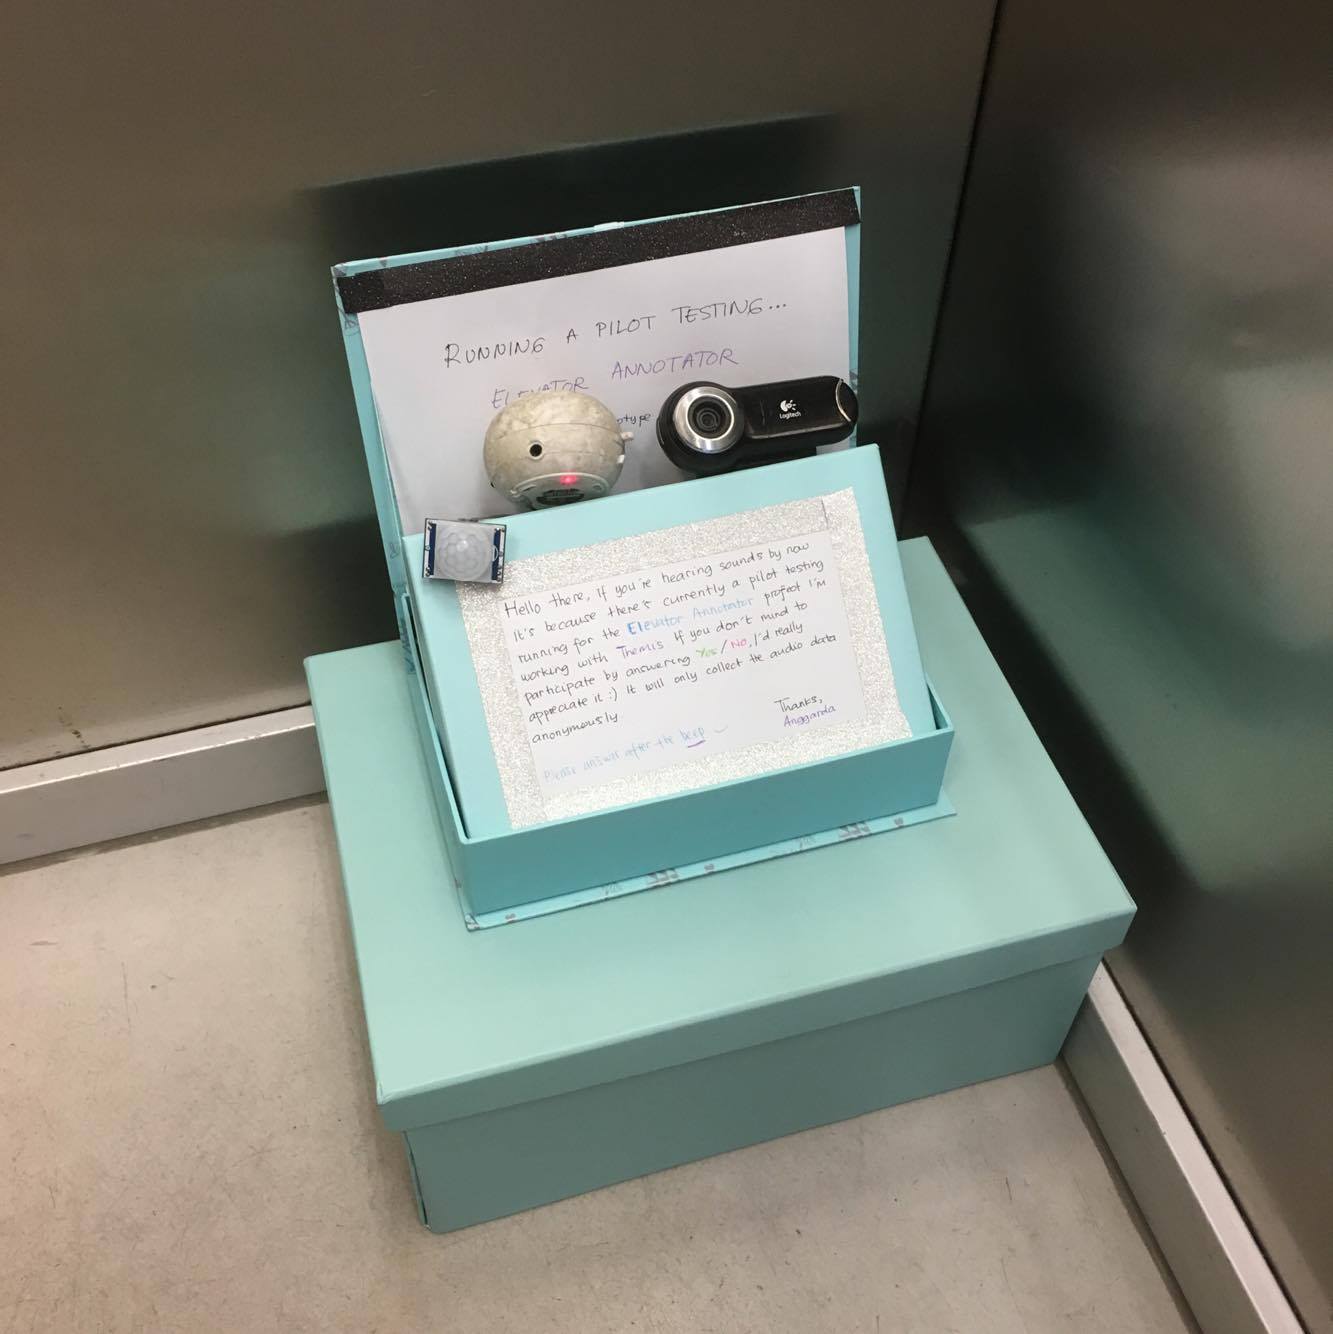 RUNNING A PILOT TESTING...
ELEVATOR ANNOTATOR
Logitech
Hello there, if you're hearing sounds by now
it's because there's currently a pilot testing
running for the Elevator Annotator project I'm
working with Themis. If you don't mind to
participate by answering Yes/No, I'd really
appreciate it :) It will only collect the audio data
anonymously.
Thanks,
Anggarda
Please answer after the beep